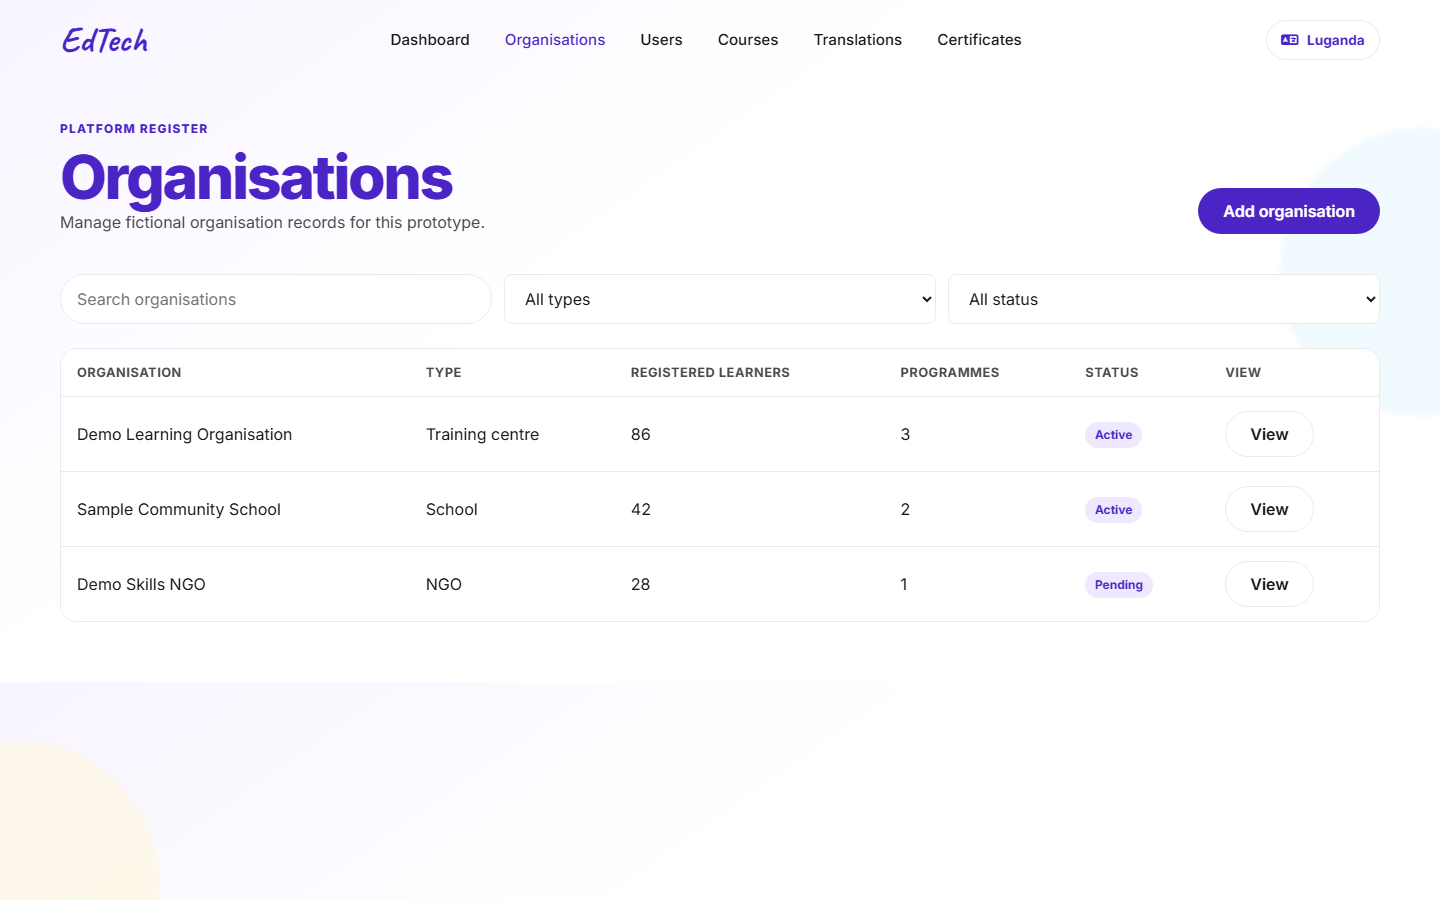 EdTech
Dashboard Organisations Users Courses Translations Certificates
Luganda
PLATFORM REGISTER
Organisations
Manage fictional organisation records for this prototype.
Add organisation
Search organisations All types All status
ORGANISATION TYPE REGISTERED LEARNERS PROGRAMMES STATUS VIEW
Demo Learning Organisation Training centre 86 3 Active View
Sample Community School School 42 2 Active View
Demo Skills NGO NGO 28 1 Pending View